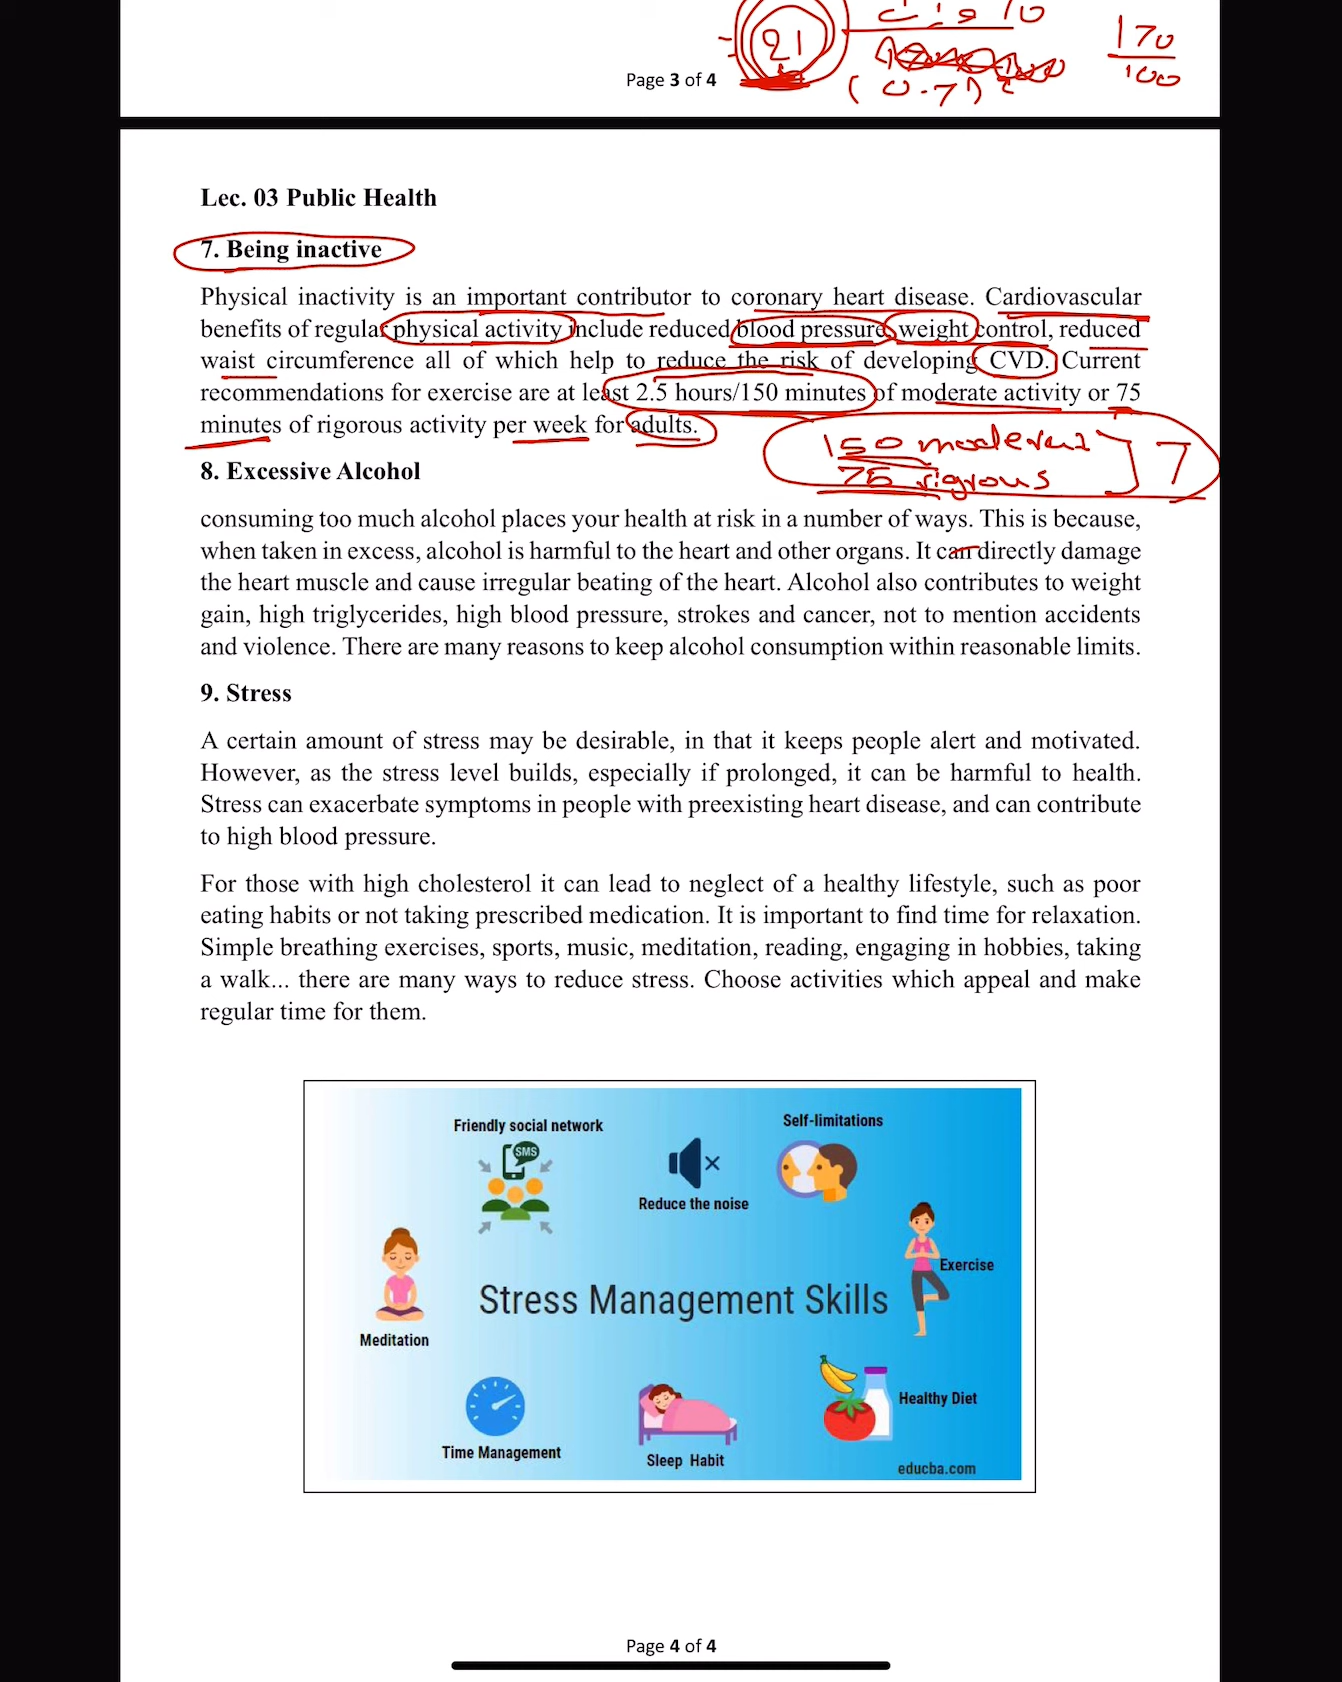 21
170
100
Page 3 of 4
Lec. 03 Public Health
7. Being inactive
Physical inactivity is an important contributor to coronary heart disease. Cardiovascular
benefits of regular physical activity include reduced blood pressure, weight control, reduced
waist circumference all of which help to reduce the risk of developing CVD. Current
recommendations for exercise are at least 2.5 hours/150 minutes of moderate activity or 75
minutes of rigorous activity per week for adults.
150
75 rigrous
7
8. Excessive Alcohol
consuming too much alcohol places your health at risk in a number of ways. This is because,
when taken in excess, alcohol is harmful to the heart and other organs. It can directly damage
the heart muscle and cause irregular beating of the heart. Alcohol also contributes to weight
gain, high triglycerides, high blood pressure, strokes and cancer, not to mention accidents
and violence. There are many reasons to keep alcohol consumption within reasonable limits.
9. Stress
A certain amount of stress may be desirable, in that it keeps people alert and motivated.
However, as the stress level builds, especially if prolonged, it can be harmful to health.
Stress can exacerbate symptoms in people with preexisting heart disease, and can contribute
to high blood pressure.
For those with high cholesterol it can lead to neglect of a healthy lifestyle, such as poor
eating habits or not taking prescribed medication. It is important to find time for relaxation.
Simple breathing exercises, sports, music, meditation, reading, engaging in hobbies, taking
a walk... there are many ways to reduce stress. Choose activities which appeal and make
regular time for them.
Friendly social network
Self-limitations
SMS
Reduce the noise
Exercise
Stress Management Skills
Meditation
Healthy Diet
Time Management
Sleep Habit
educba.com
Page 4 of 4